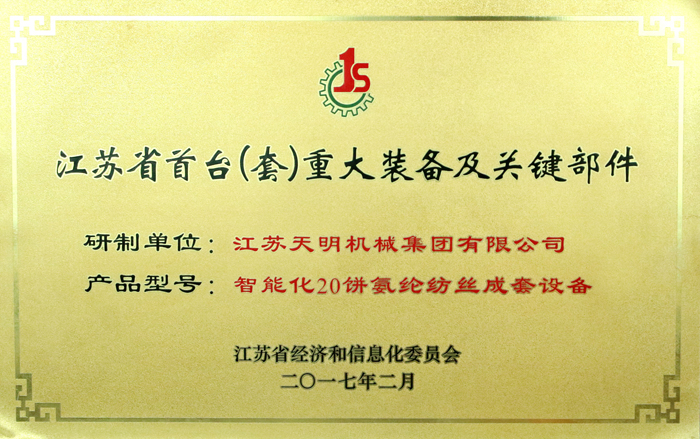 1S
江苏省首台(套)重大装备及关键部件
研制单位：江苏天明机械集团有限公司
产品型号：智能化20饼氨纶纺丝成套设备
江苏省经济和信息化委员会
二〇一七年二月